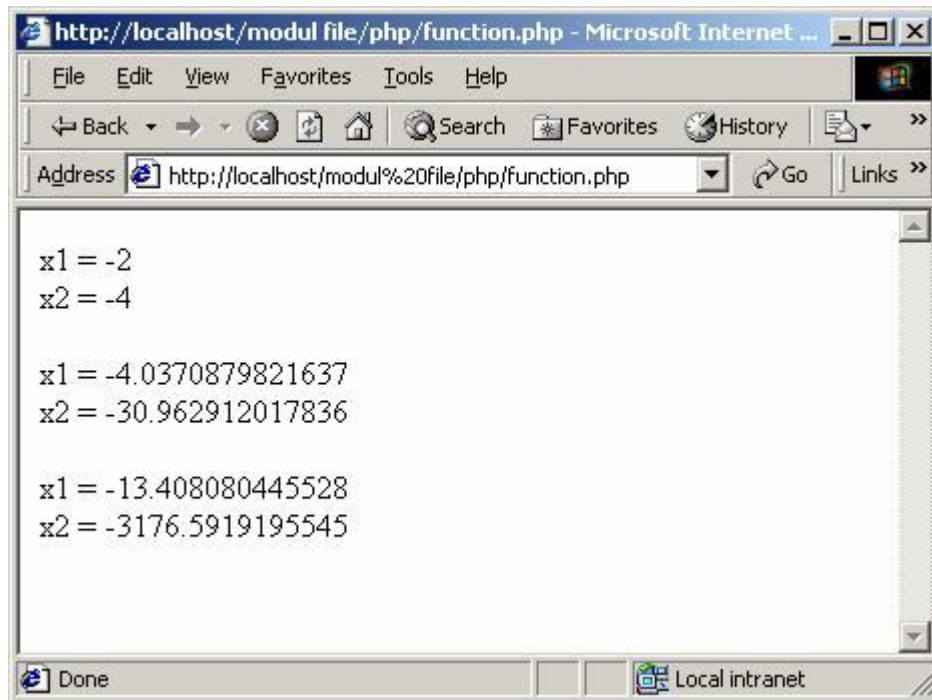 http://localhost/modul file/php/function.php - Microsoft Internet ...
File Edit View Favorites Tools Help
Back Search Favorites History »
Address http://localhost/modul%20file/php/function.php Go Links »
x1 = -2
x2 = -4
x1 = -4.0370879821637
x2 = -30.962912017836
x1 = -13.408080445528
x2 = -3176.5919195545
Done Local intranet